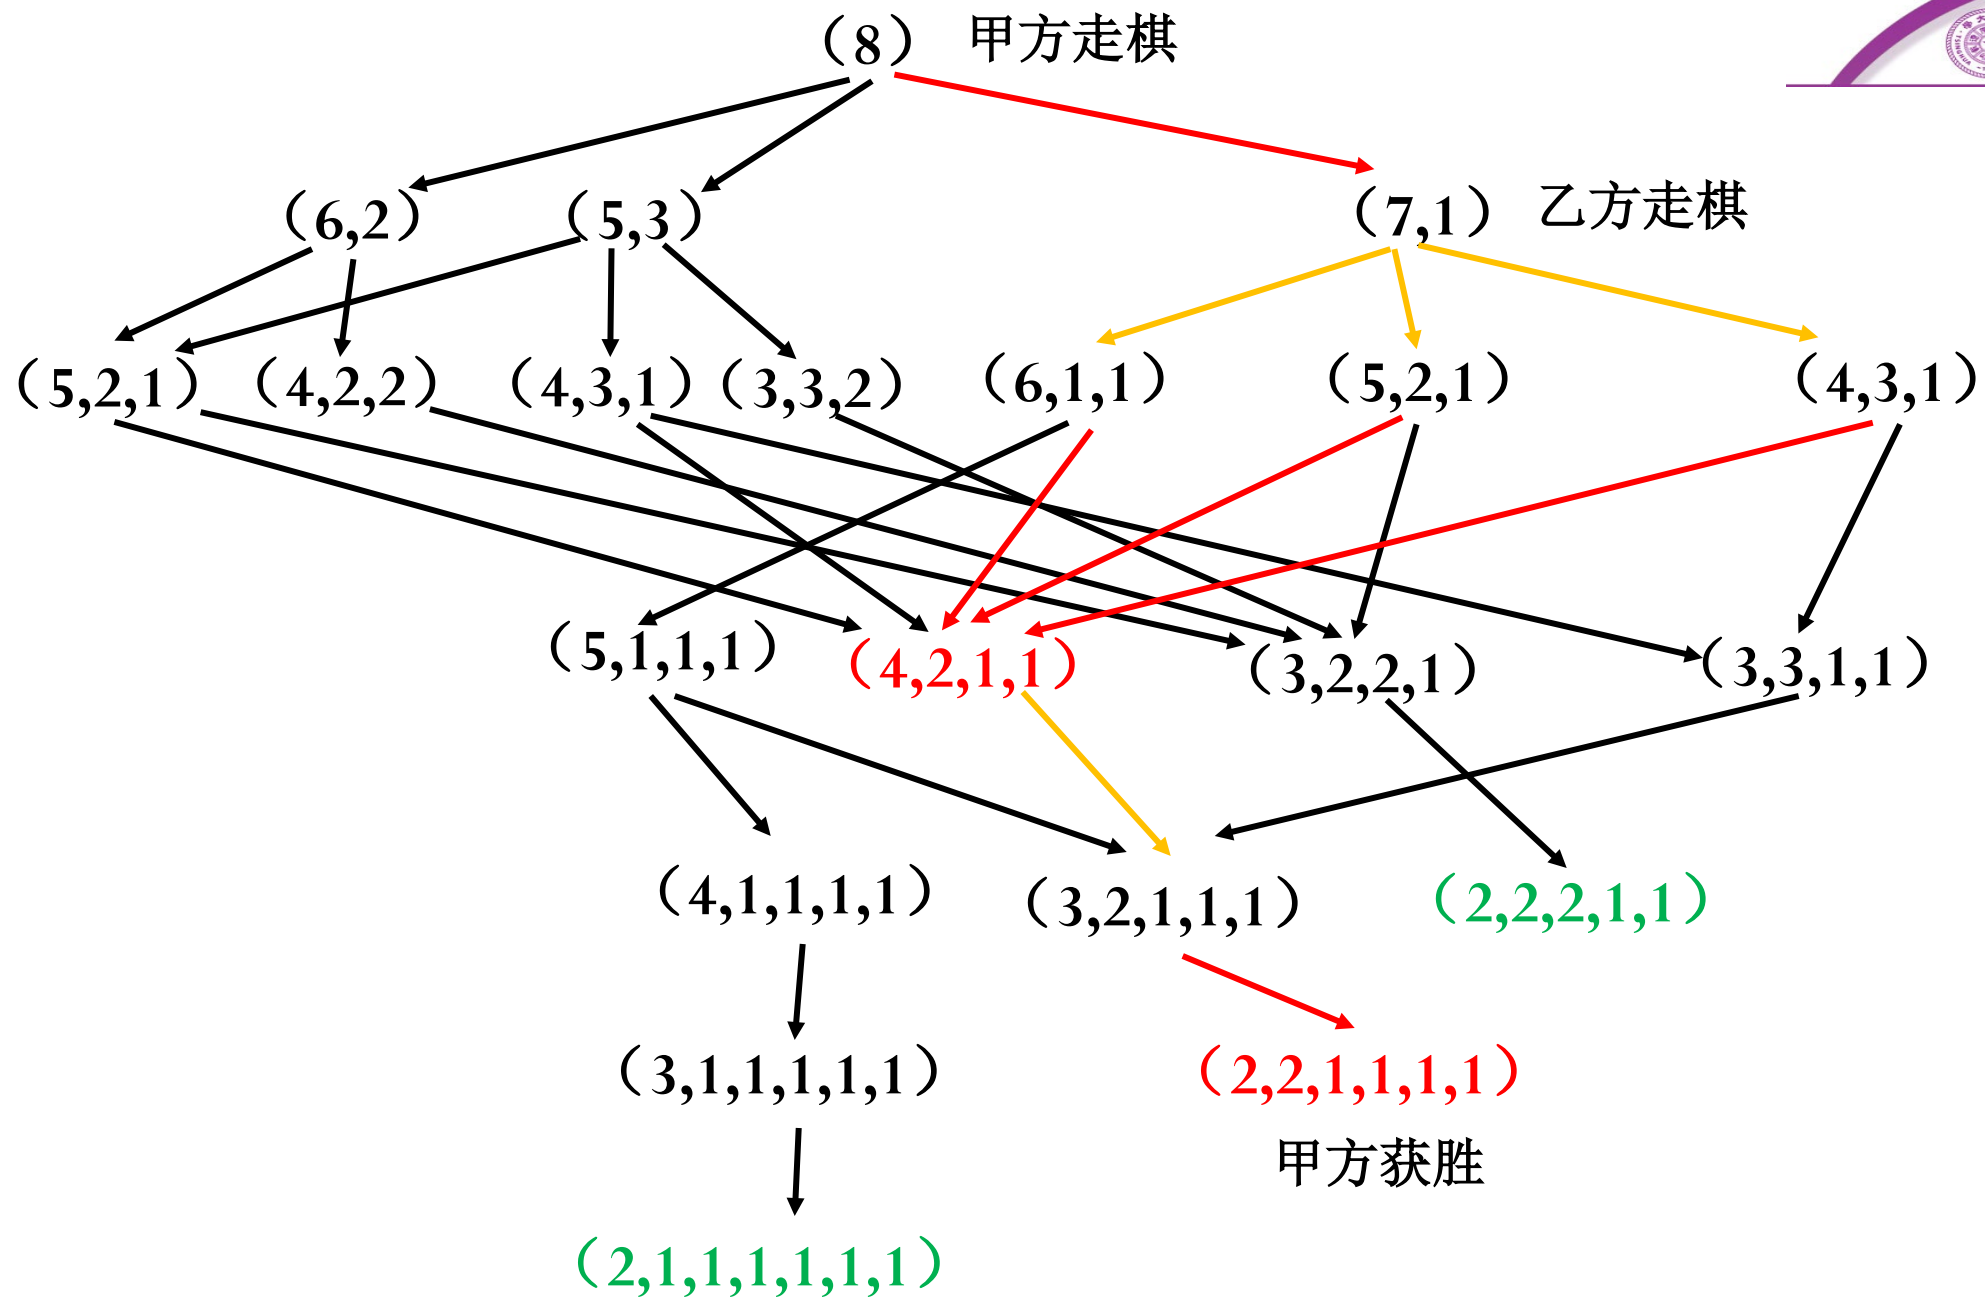 （8） 甲方走棋
（6,2） （5,3） （7,1） 乙方走棋
（5,2,1） （4,2,2） （4,3,1） （3,3,2） （6,1,1） （5,2,1） （4,3,1）
（5,1,1,1） （4,2,1,1） （3,2,2,1） （3,3,1,1）
（4,1,1,1,1） （3,2,1,1,1） （2,2,2,1,1）
（3,1,1,1,1,1） （2,2,1,1,1,1）
甲方获胜
（2,1,1,1,1,1,1）